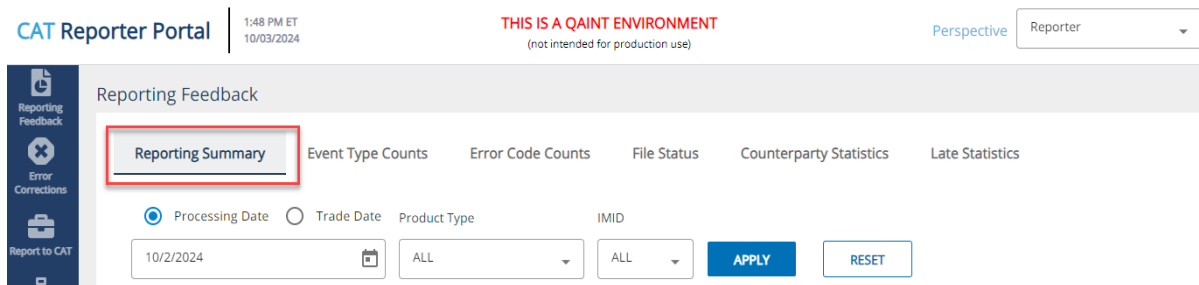 CAT Reporter Portal
1:48 PM ET
10/03/2024
THIS IS A QAINT ENVIRONMENT
(not intended for production use)
Perspective
Reporter
Reporting
Feedback
Error
Corrections
Report to CAT
Reporting Feedback
Reporting Summary
Event Type Counts
Error Code Counts
File Status
Counterparty Statistics
Late Statistics
Processing Date
Trade Date
Product Type
IMID
10/2/2024
ALL
ALL
APPLY
RESET